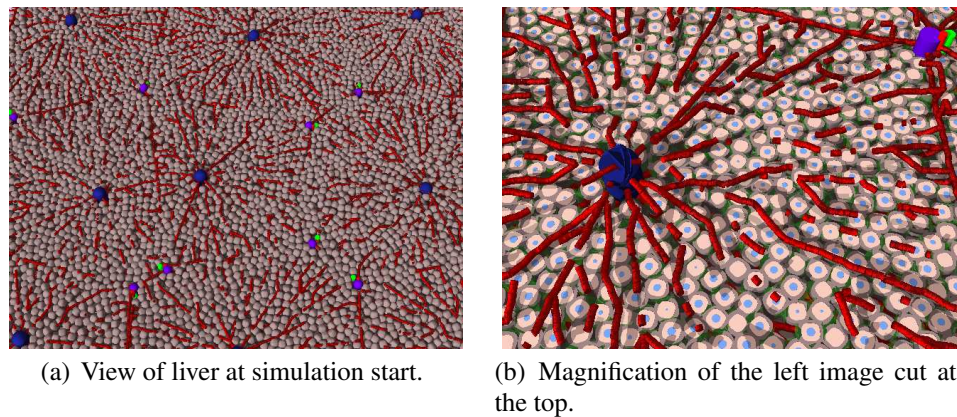 (a) View of liver at simulation start.
(b) Magnification of the left image cut at
the top.